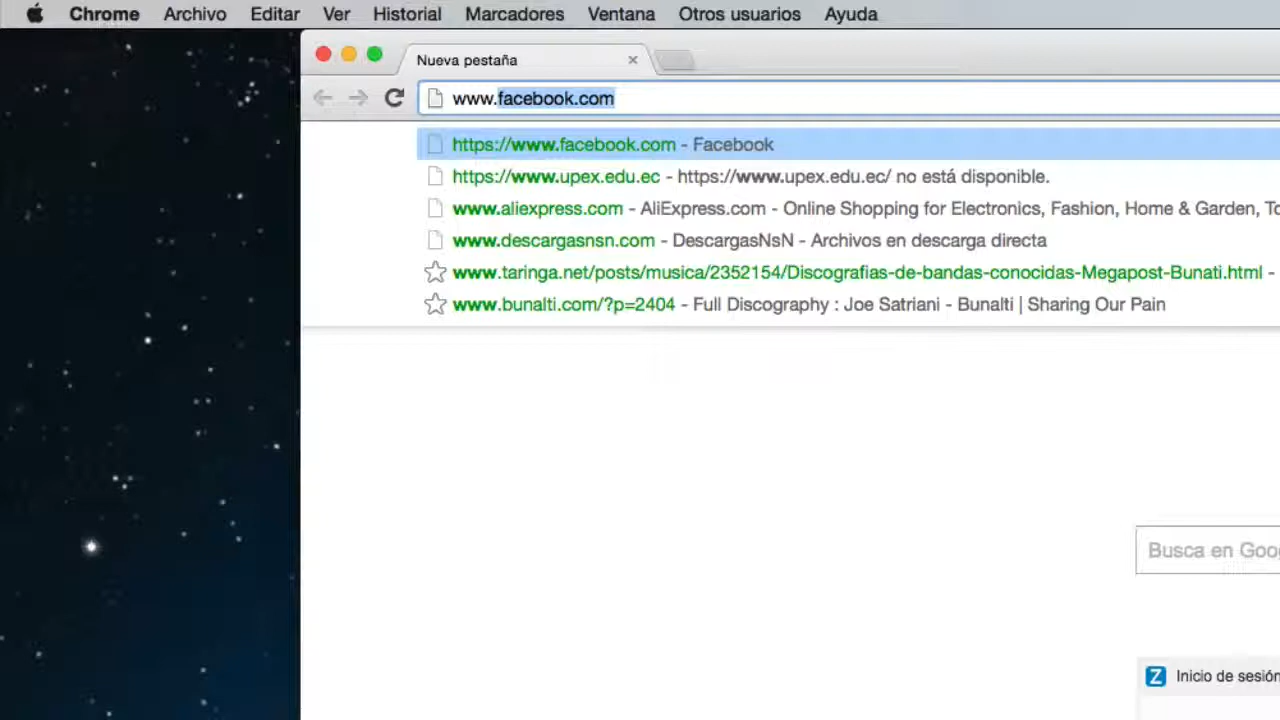 Chrome Archivo Editar Ver Historial Marcadores Ventana Otros usuarios Ayuda
Nueva pestaña
www.facebook.com
https://www.facebook.com - Facebook
https://www.upex.edu.ec - https://www.upex.edu.ec/ no está disponible.
www.aliexpress.com - AliExpress.com - Online Shopping for Electronics, Fashion, Home & Garden, To
www.descargasnsn.com - DescargasNsN - Archivos en descarga directa
www.taringa.net/posts/musica/2352154/Discografias-de-bandas-conocidas-Megapost-Bunati.html -
www.bunalti.com/?p=2404 - Full Discography : Joe Satriani - Bunalti | Sharing Our Pain
Busca en Goog
Z Inicio de sesión